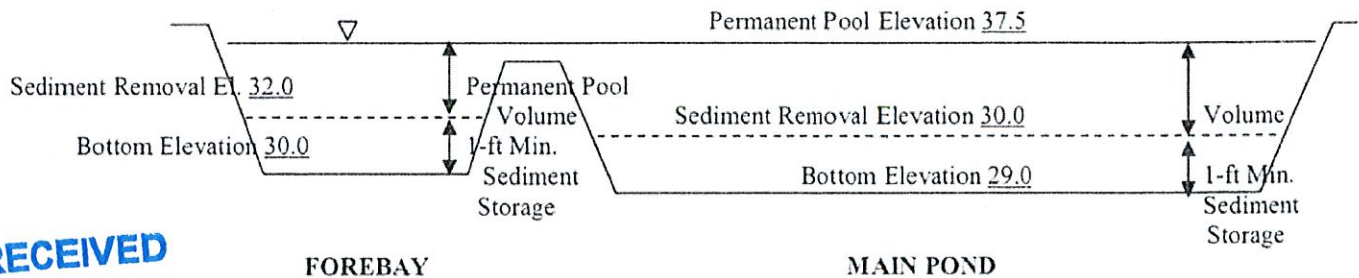 Permanent Pool Elevation 37.5
Sediment Removal El. 32.0
Permanent Pool
Volume
Sediment Removal Elevation 30.0
Volume
Bottom Elevation 30.0
1-ft Min.
Sediment
Storage
Bottom Elevation 29.0
1-ft Min.
Sediment
Storage
RECEIVED
FOREBAY
MAIN POND